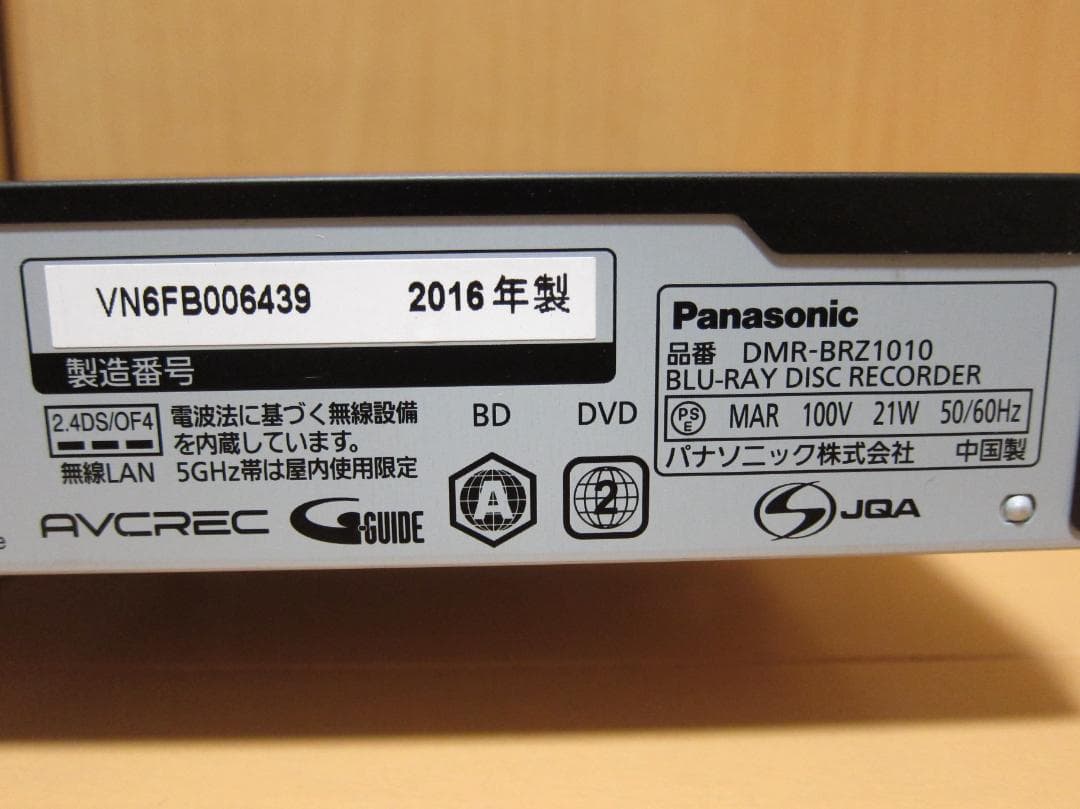 VN6FB006439 2016年製
製造番号
2.4DS/OF4
無線LAN
電波法に基づく無線設備
を内蔵しています。
5GHz帯は屋内使用限定
BD DVD
A 2
AVCREC G-GUIDE
Panasonic
品番 DMR-BRZ1010
BLU-RAY DISC RECORDER
PSE MAR 100V 21W 50/60Hz
パナソニック株式会社 中国製
S JQA
e